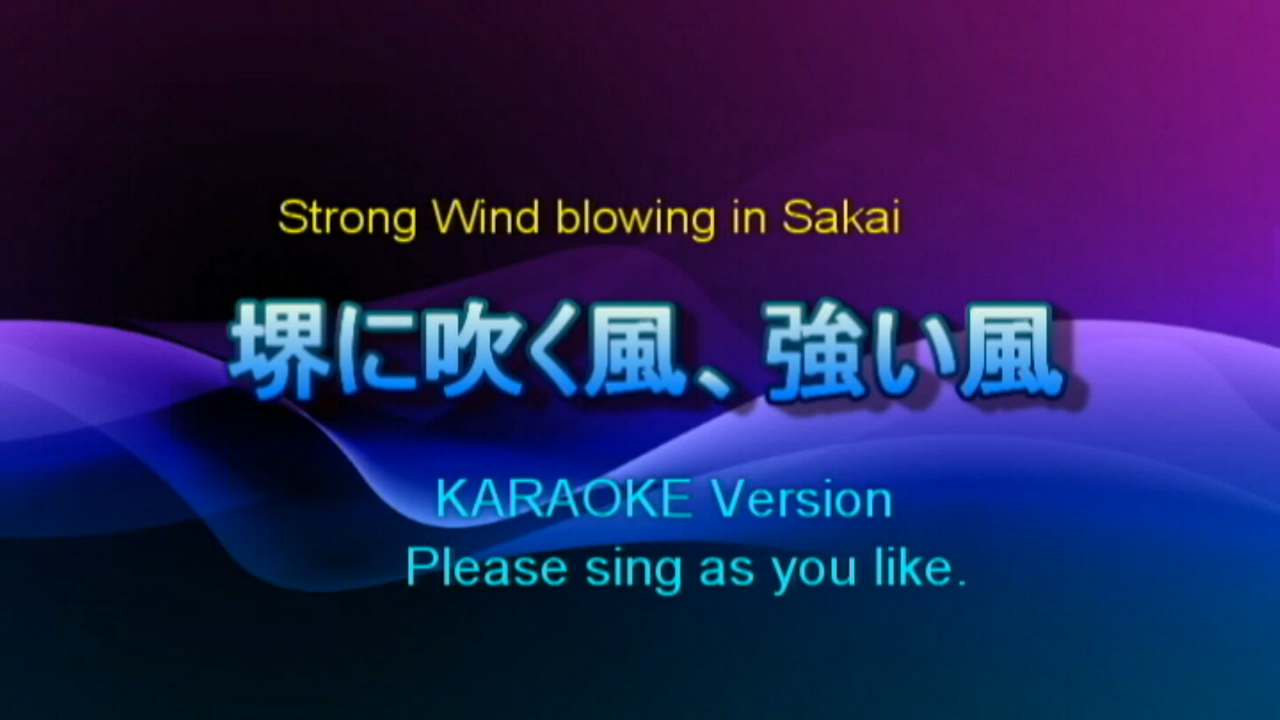 Strong Wind blowing in Sakai
堺に吹く風、強い風
KARAOKE Version
Please sing as you like.